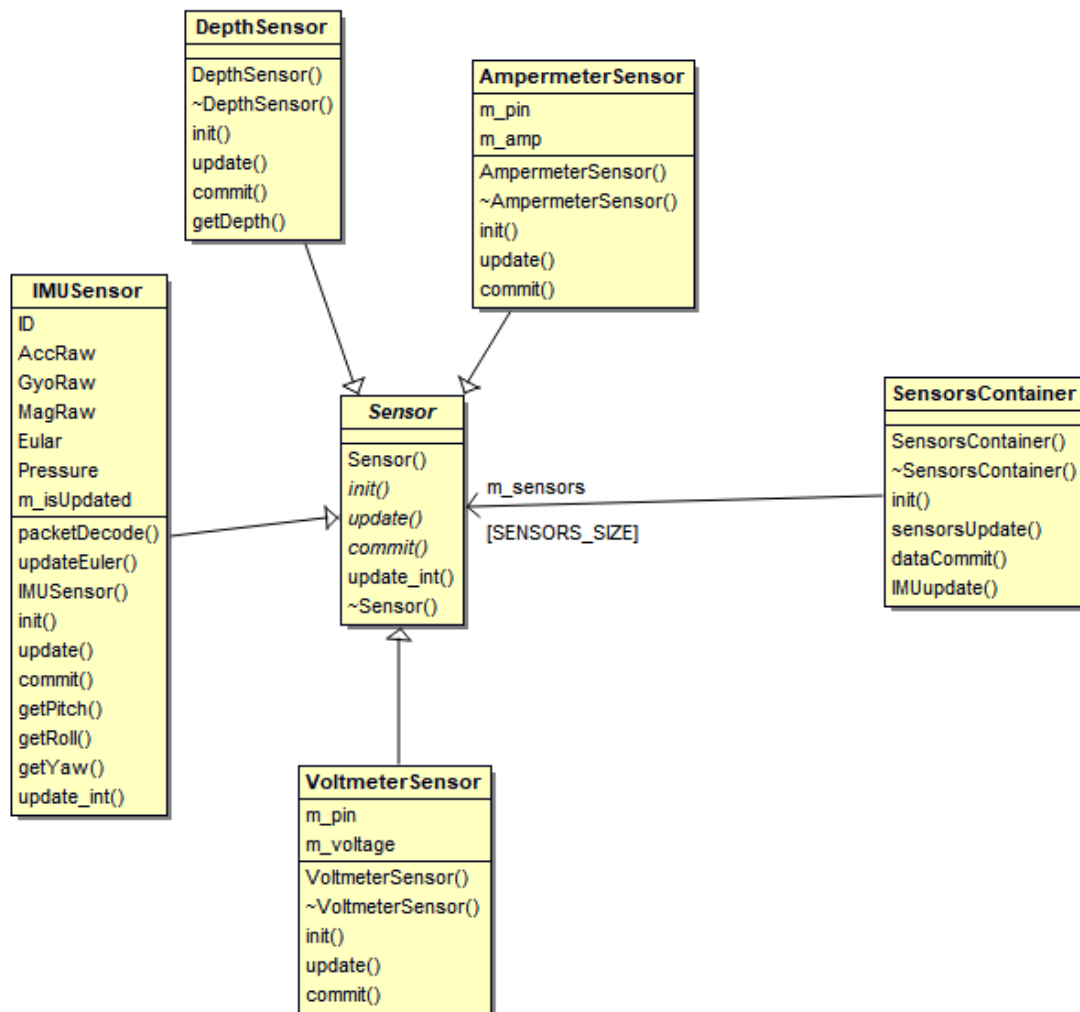 DepthSensor
DepthSensor()
~DepthSensor()
init()
update()
commit()
getDepth()
AmpermeterSensor
m_pin
m_amp
AmpermeterSensor()
~AmpermeterSensor()
init()
update()
commit()
IMUSensor
ID
AccRaw
GyoRaw
MagRaw
Eular
Pressure
m_isUpdated
packetDecode()
updateEuler()
IMUSensor()
init()
update()
commit()
getPitch()
getRoll()
getYaw()
update_int()
Sensor
Sensor()
init()
update()
commit()
update_int()
~Sensor()
m_sensors
[SENSORS_SIZE]
SensorsContainer
SensorsContainer()
~SensorsContainer()
init()
sensorsUpdate()
dataCommit()
IMUupdate()
VoltmeterSensor
m_pin
m_voltage
VoltmeterSensor()
~VoltmeterSensor()
init()
update()
commit()